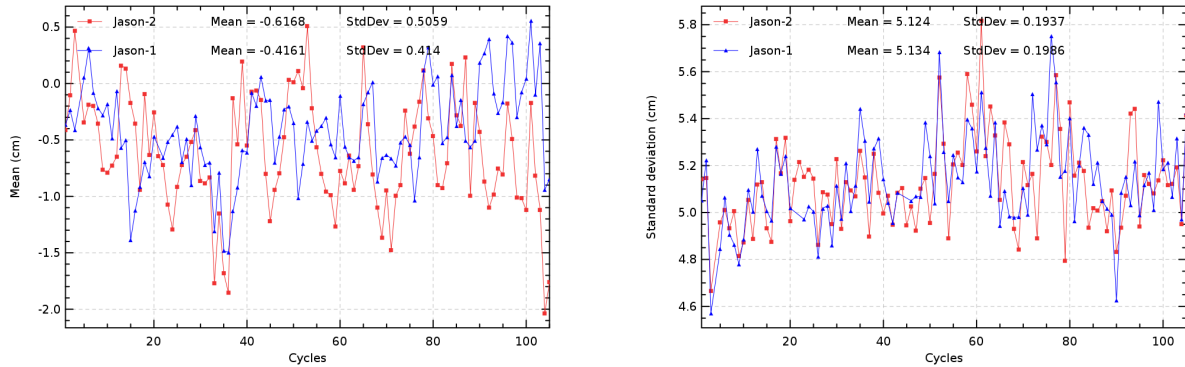 Jason-2 Mean = -0.6168 StdDev = 0.5059
Jason-1 Mean = -0.4161 StdDev = 0.414
0.5
0.0
-0.5
-1.0
-1.5
-2.0
Mean (cm)
20 40 60 80 100
Cycles
Jason-2 Mean = 5.124 StdDev = 0.1937
Jason-1 Mean = 5.134 StdDev = 0.1986
5.8
5.6
5.4
5.2
5.0
4.8
4.6
Standard deviation (cm)
20 40 60 80 100
Cycles